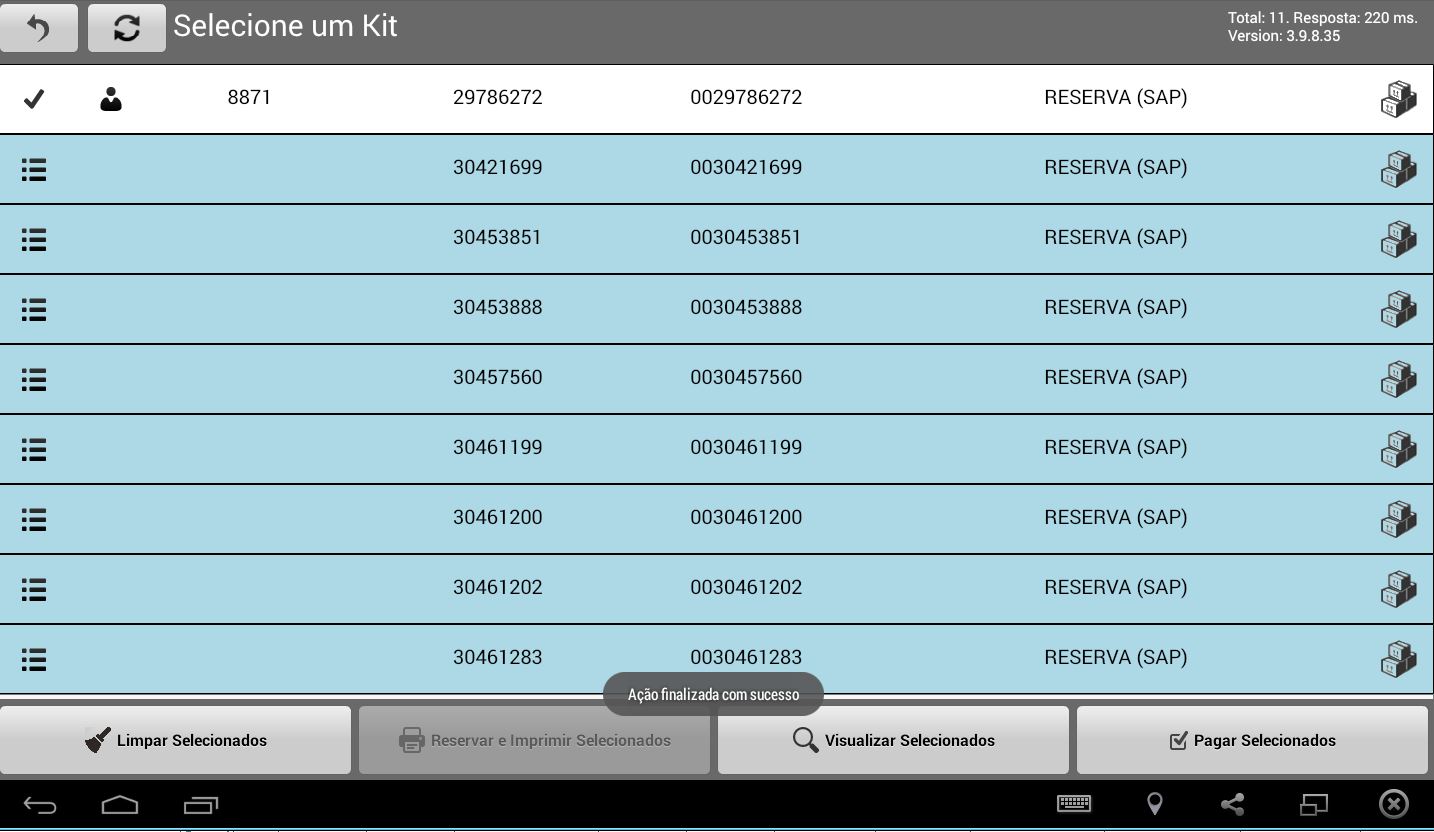 Selecione um Kit
Total: 11. Resposta: 220 ms.
Version: 3.9.8.35
8871 29786272 0029786272 RESERVA (SAP)
30421699 0030421699 RESERVA (SAP)
30453851 0030453851 RESERVA (SAP)
30453888 0030453888 RESERVA (SAP)
30457560 0030457560 RESERVA (SAP)
30461199 0030461199 RESERVA (SAP)
30461200 0030461200 RESERVA (SAP)
30461202 0030461202 RESERVA (SAP)
30461283 0030461283 RESERVA (SAP)
Ação finalizada com sucesso
Limpar Selecionados Reservar e Imprimir Selecionados Visualizar Selecionados Pagar Selecionados